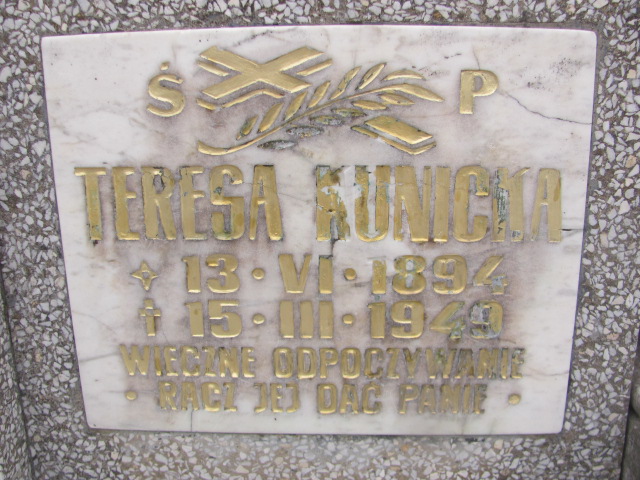 Ś P
TERESA KUNICKA
13·VI·1894
15·III·1949
WIECZNE ODPOCZYWANIE
· RACZ JEJ DAĆ PANIE ·